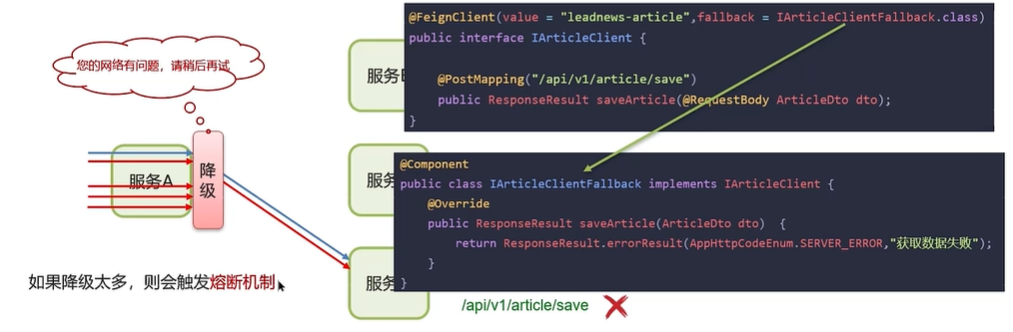 @FeignClient(value = "leadnews-article",fallback = IArticleClientFallback.class)
public interface IArticleClient {
@PostMapping("/api/v1/article/save")
public ResponseResult saveArticle(@RequestBody ArticleDto dto);
}
您的网络有问题，请稍后再试
服务
服务A
降级
服务
@Component
public class IArticleClientFallback implements IArticleClient {
@Override
public ResponseResult saveArticle(ArticleDto dto) {
return ResponseResult.errorResult(AppHttpCodeEnum.SERVER_ERROR,"获取数据失败");
}
}
服务
如果降级太多，则会触发熔断机制
/api/v1/article/save